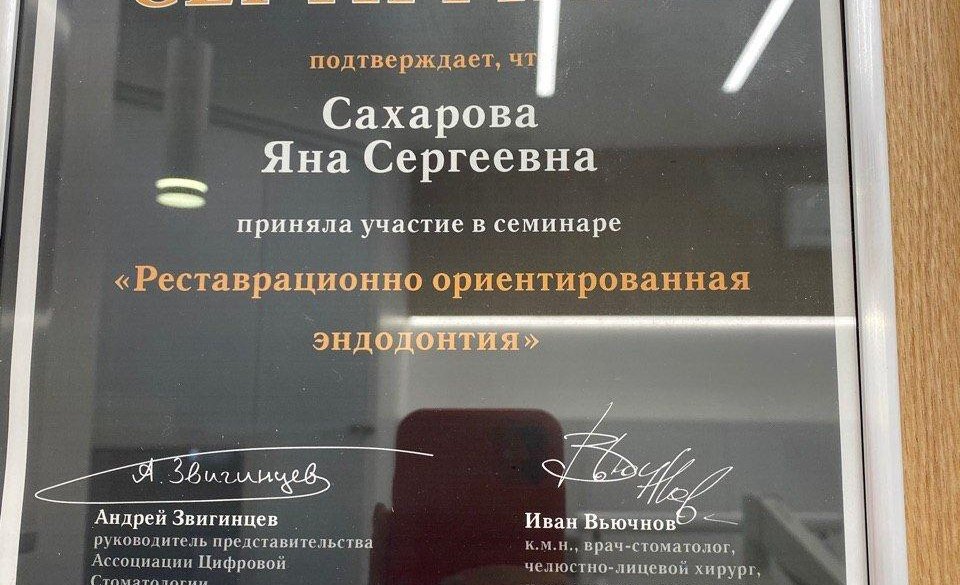 подтверждает, чт
Сахарова
Яна Сергеевна
приняла участие в семинаре
«Реставрационно ориентированная
эндодонтия»
А. Звигинцев
Андрей Звигинцев
руководитель представительства
Ассоциации Цифровой
Стоматологии
Иван Вьючнов
к.м.н., врач-стоматолог,
челюстно-лицевой хирург,